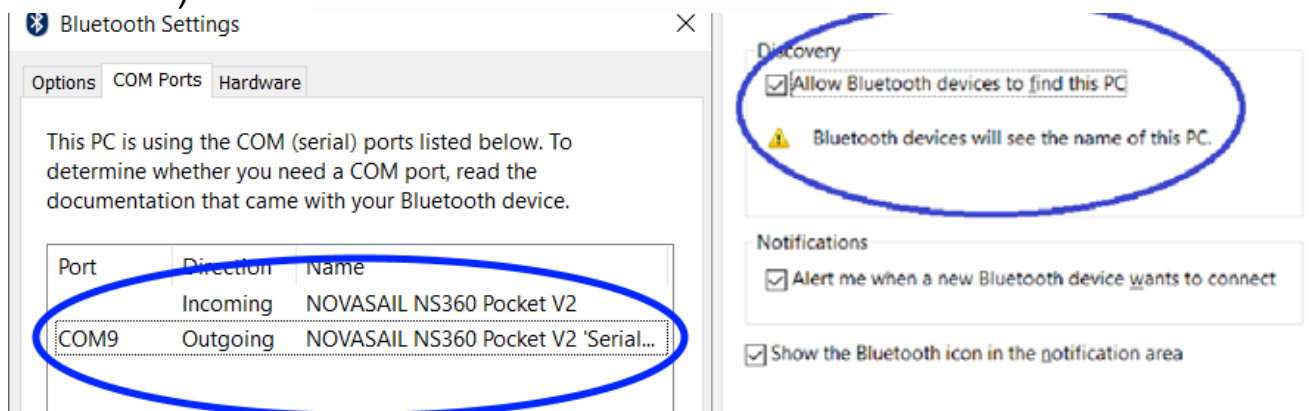 Bluetooth Settings
Options COM Ports Hardware
This PC is using the COM (serial) ports listed below. To
determine whether you need a COM port, read the
documentation that came with your Bluetooth device.
Port Direction Name
Incoming NOVASAIL NS360 Pocket V2
COM9 Outgoing NOVASAIL NS360 Pocket V2 'Serial...
Discovery
Allow Bluetooth devices to find this PC
Bluetooth devices will see the name of this PC.
Notifications
Alert me when a new Bluetooth device wants to connect
Show the Bluetooth icon in the notification area